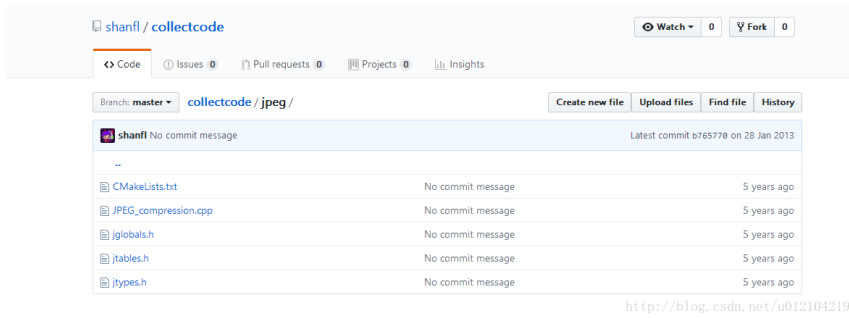 shanfl / collectcode
Watch 0 Fork 0
Code Issues 0 Pull requests 0 Projects 0 Insights
Branch: master collectcode / jpeg / Create new file Upload files Find file History
shanfl No commit message Latest commit b765770 on 28 Jan 2013
..
CMakeLists.txt No commit message 5 years ago
JPEG_compression.cpp No commit message 5 years ago
jglobals.h No commit message 5 years ago
jtables.h No commit message 5 years ago
jtypes.h No commit message 5 years ago
http://blog.csdn.net/u012104219